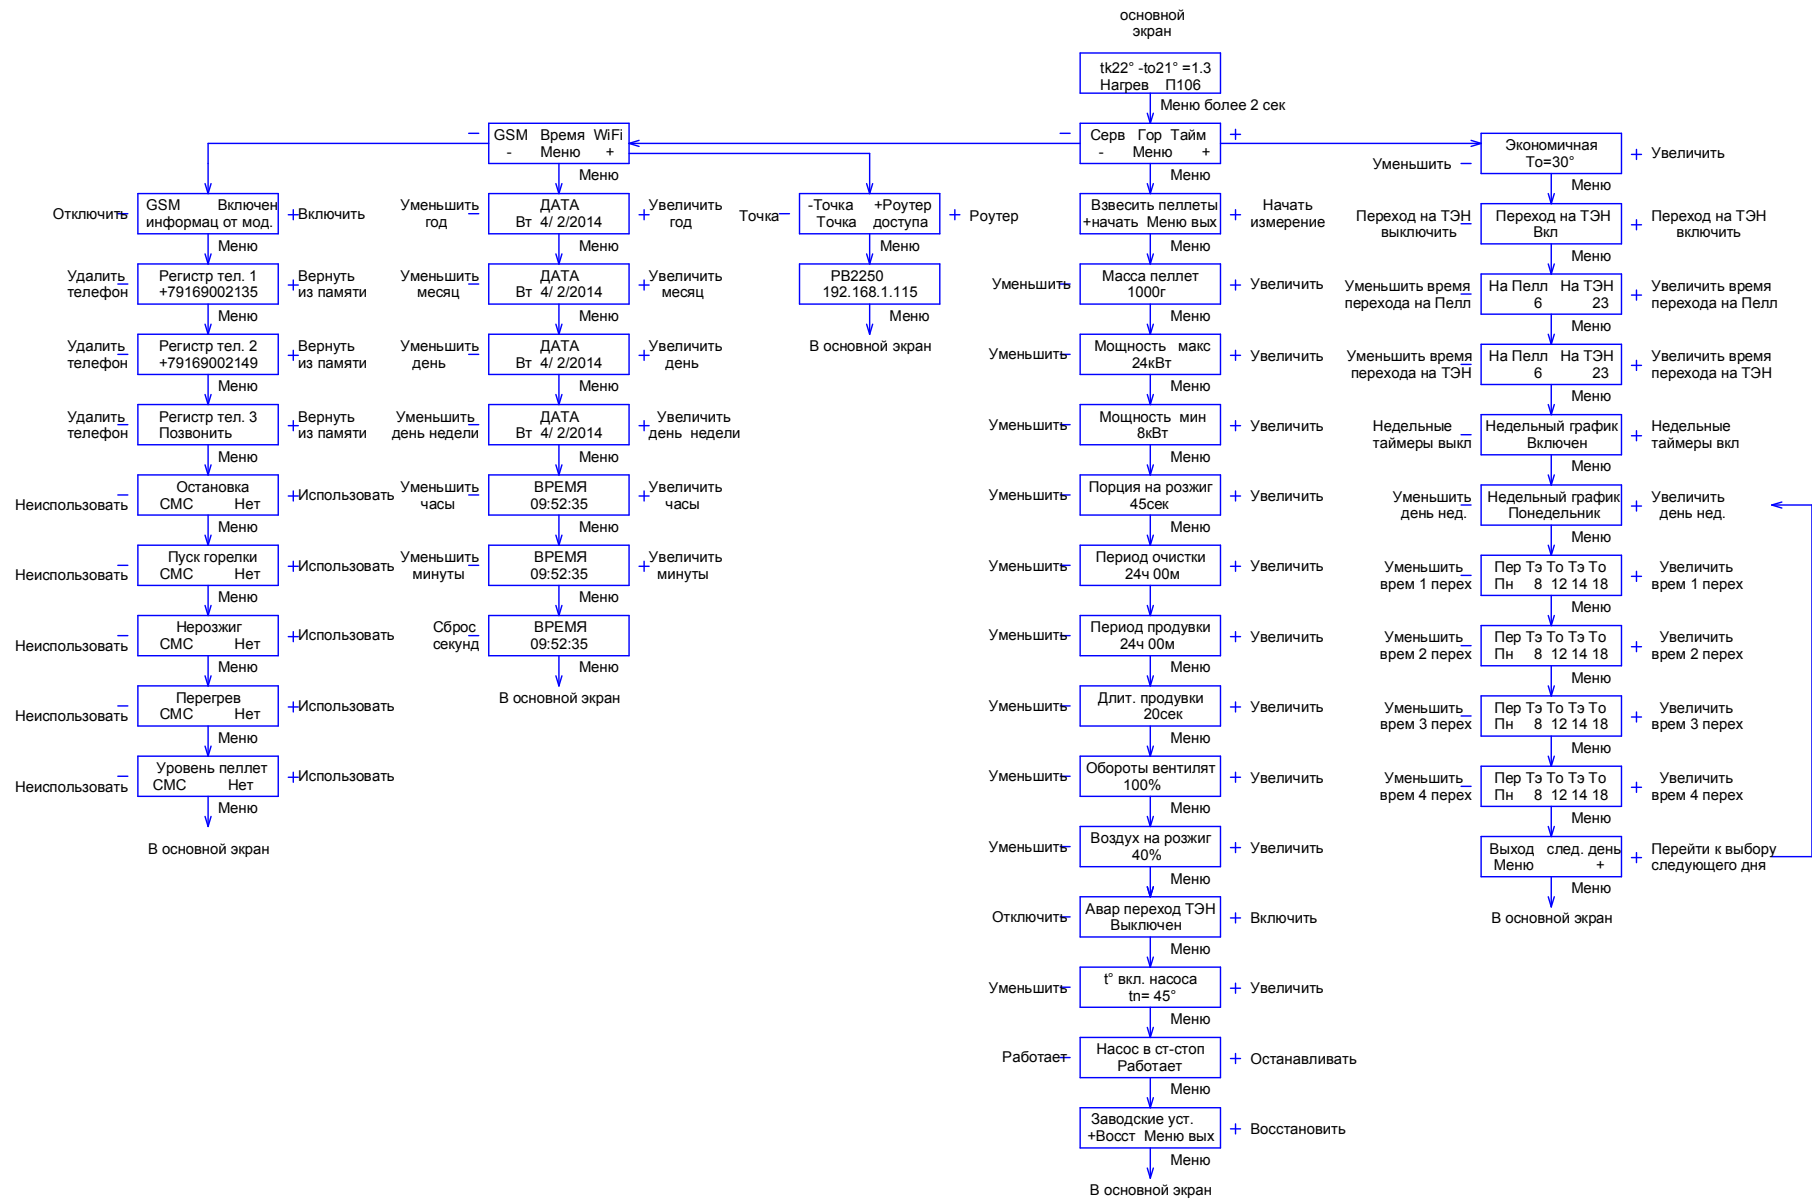 основной
экран
tk22° -to21° =1.3
Нагрев П106
Меню более 2 сек
GSM Время WiFi
- Меню +
Серв Гор Тайм
- Меню +
Меню
GSM Включен
информац от мод.
Отключить
Включить
Меню
Регистр тел. 1
+79169002135
Удалить
телефон
Вернуть
из памяти
Меню
Регистр тел. 2
+79169002149
Удалить
телефон
Вернуть
из памяти
Меню
Регистр тел. 3
Позвонить
Удалить
телефон
Вернуть
из памяти
Меню
Остановка
СМС Нет
Неиспользовать
Использовать
Меню
Пуск горелки
СМС Нет
Неиспользовать
Использовать
Меню
Нерозжиг
СМС Нет
Неиспользовать
Использовать
Меню
Перегрев
СМС Нет
Неиспользовать
Использовать
Меню
Уровень пеллет
СМС Нет
Неиспользовать
Использовать
Меню
В основной экран
Меню
ДАТА
Вт 4/ 2/2014
Уменьшить
год
Увеличить
год
Меню
ДАТА
Вт 4/ 2/2014
Уменьшить
месяц
Увеличить
месяц
Меню
ДАТА
Вт 4/ 2/2014
Уменьшить
день
Увеличить
день
Меню
ДАТА
Вт 4/ 2/2014
Уменьшить
день недели
Увеличить
день недели
Меню
ВРЕМЯ
09:52:35
Уменьшить
часы
Увеличить
часы
Меню
ВРЕМЯ
09:52:35
Уменьшить
минуты
Увеличить
минуты
Меню
ВРЕМЯ
09:52:35
Сброс
секунд
Меню
В основной экран
-Точка +Роутер
Точка доступа
Точка
Роутер
Меню
PB2250
192.168.1.115
Меню
В основной экран
Взвесить пеллеты
+начать Меню вых
Начать
измерение
Меню
Масса пеллет
1000г
Уменьшить
Увеличить
Меню
Мощность макс
24кВт
Уменьшить
Увеличить
Меню
Мощность мин
8кВт
Уменьшить
Увеличить
Меню
Порция на розжиг
45сек
Уменьшить
Увеличить
Меню
Период очистки
24ч 00м
Уменьшить
Увеличить
Меню
Период продувки
24ч 00м
Уменьшить
Увеличить
Меню
Длит. продувки
20сек
Уменьшить
Увеличить
Меню
Обороты вентилят
100%
Уменьшить
Увеличить
Меню
Воздух на розжиг
40%
Уменьшить
Увеличить
Меню
Авар переход ТЭН
Выключен
Отключить
Включить
Меню
t° вкл. насоса
tn= 45°
Уменьшить
Увеличить
Меню
Насос в ст-стоп
Работает
Работает
Останавливать
Меню
Заводские уст.
+Восст Меню вых
Восстановить
Меню
В основной экран
Экономичная
То=30°
Уменьшить
Увеличить
Меню
Переход на ТЭН
Вкл
Переход на ТЭН
выключить
Переход на ТЭН
включить
Меню
На Пелл На ТЭН
6 23
Уменьшить время
перехода на Пелл
Увеличить время
перехода на Пелл
Меню
На Пелл На ТЭН
6 23
Уменьшить время
перехода на ТЭН
Увеличить время
перехода на ТЭН
Меню
Недельный график
Включен
Недельные
таймеры выкл
Недельные
таймеры вкл
Меню
Недельный график
Понедельник
Уменьшить
день нед.
Увеличить
день нед.
Меню
Пер Тэ То Тэ То
Пн 8 12 14 18
Уменьшить
врем 1 перех
Увеличить
врем 1 перех
Меню
Пер Тэ То Тэ То
Пн 8 12 14 18
Уменьшить
врем 2 перех
Увеличить
врем 2 перех
Меню
Пер Тэ То Тэ То
Пн 8 12 14 18
Уменьшить
врем 3 перех
Увеличить
врем 3 перех
Меню
Пер Тэ То Тэ То
Пн 8 12 14 18
Уменьшить
врем 4 перех
Увеличить
врем 4 перех
Меню
Выход след. день
Меню +
Перейти к выбору
следующего дня
Меню
В основной экран